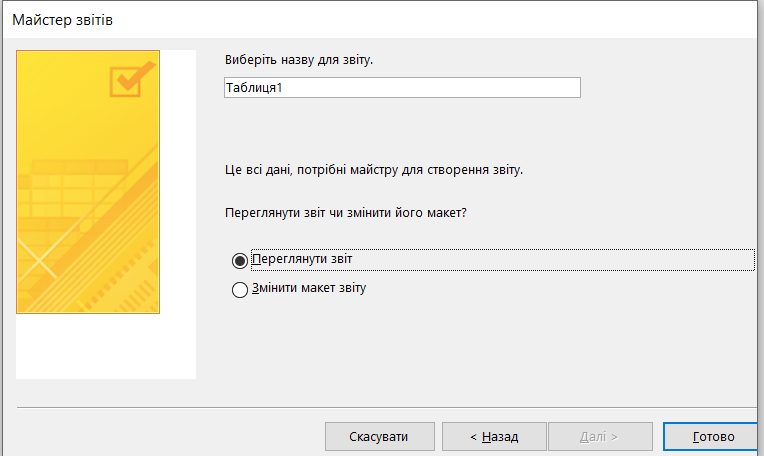 Майстер звітів
Виберіть назву для звіту.
Таблиця1
Це всі дані, потрібні майстру для створення звіту.
Переглянути звіт чи змінити його макет?
Переглянути звіт
Змінити макет звіту
Скасувати
< Назад
Далі >
Готово